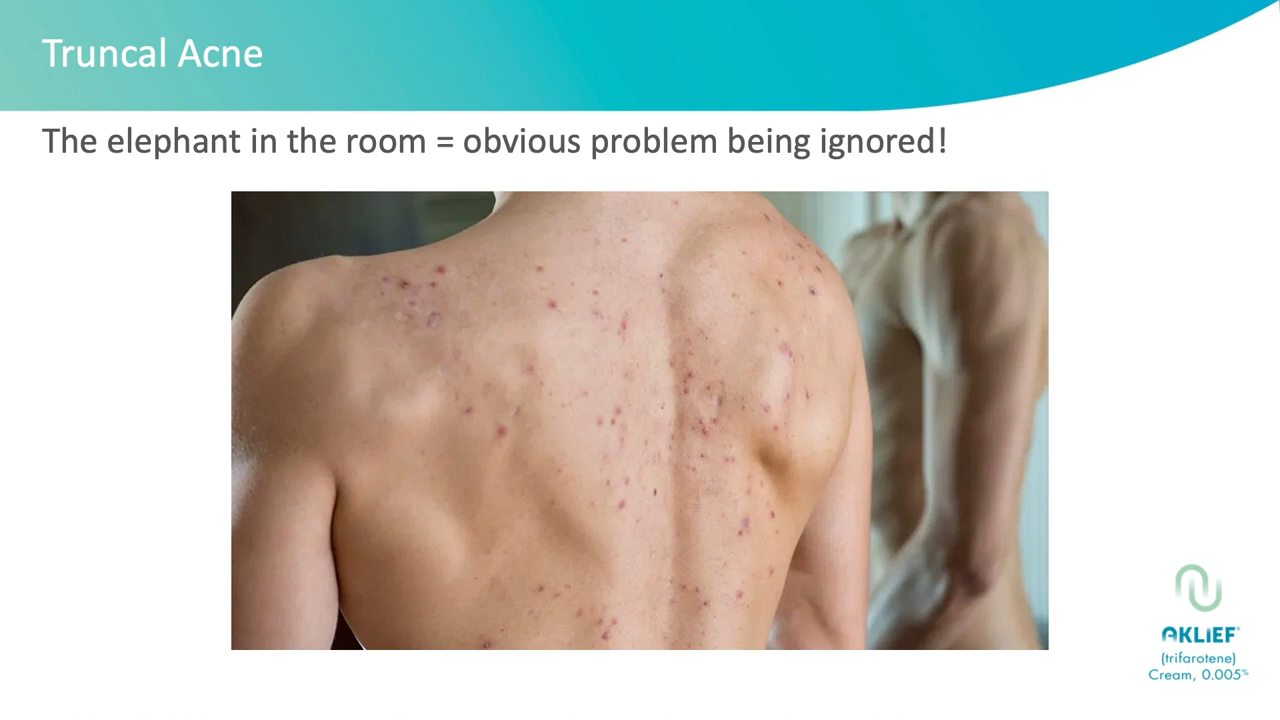 Truncal Acne
The elephant in the room = obvious problem being ignored!
AKLIEF®
(trifarotene)
Cream, 0.005%